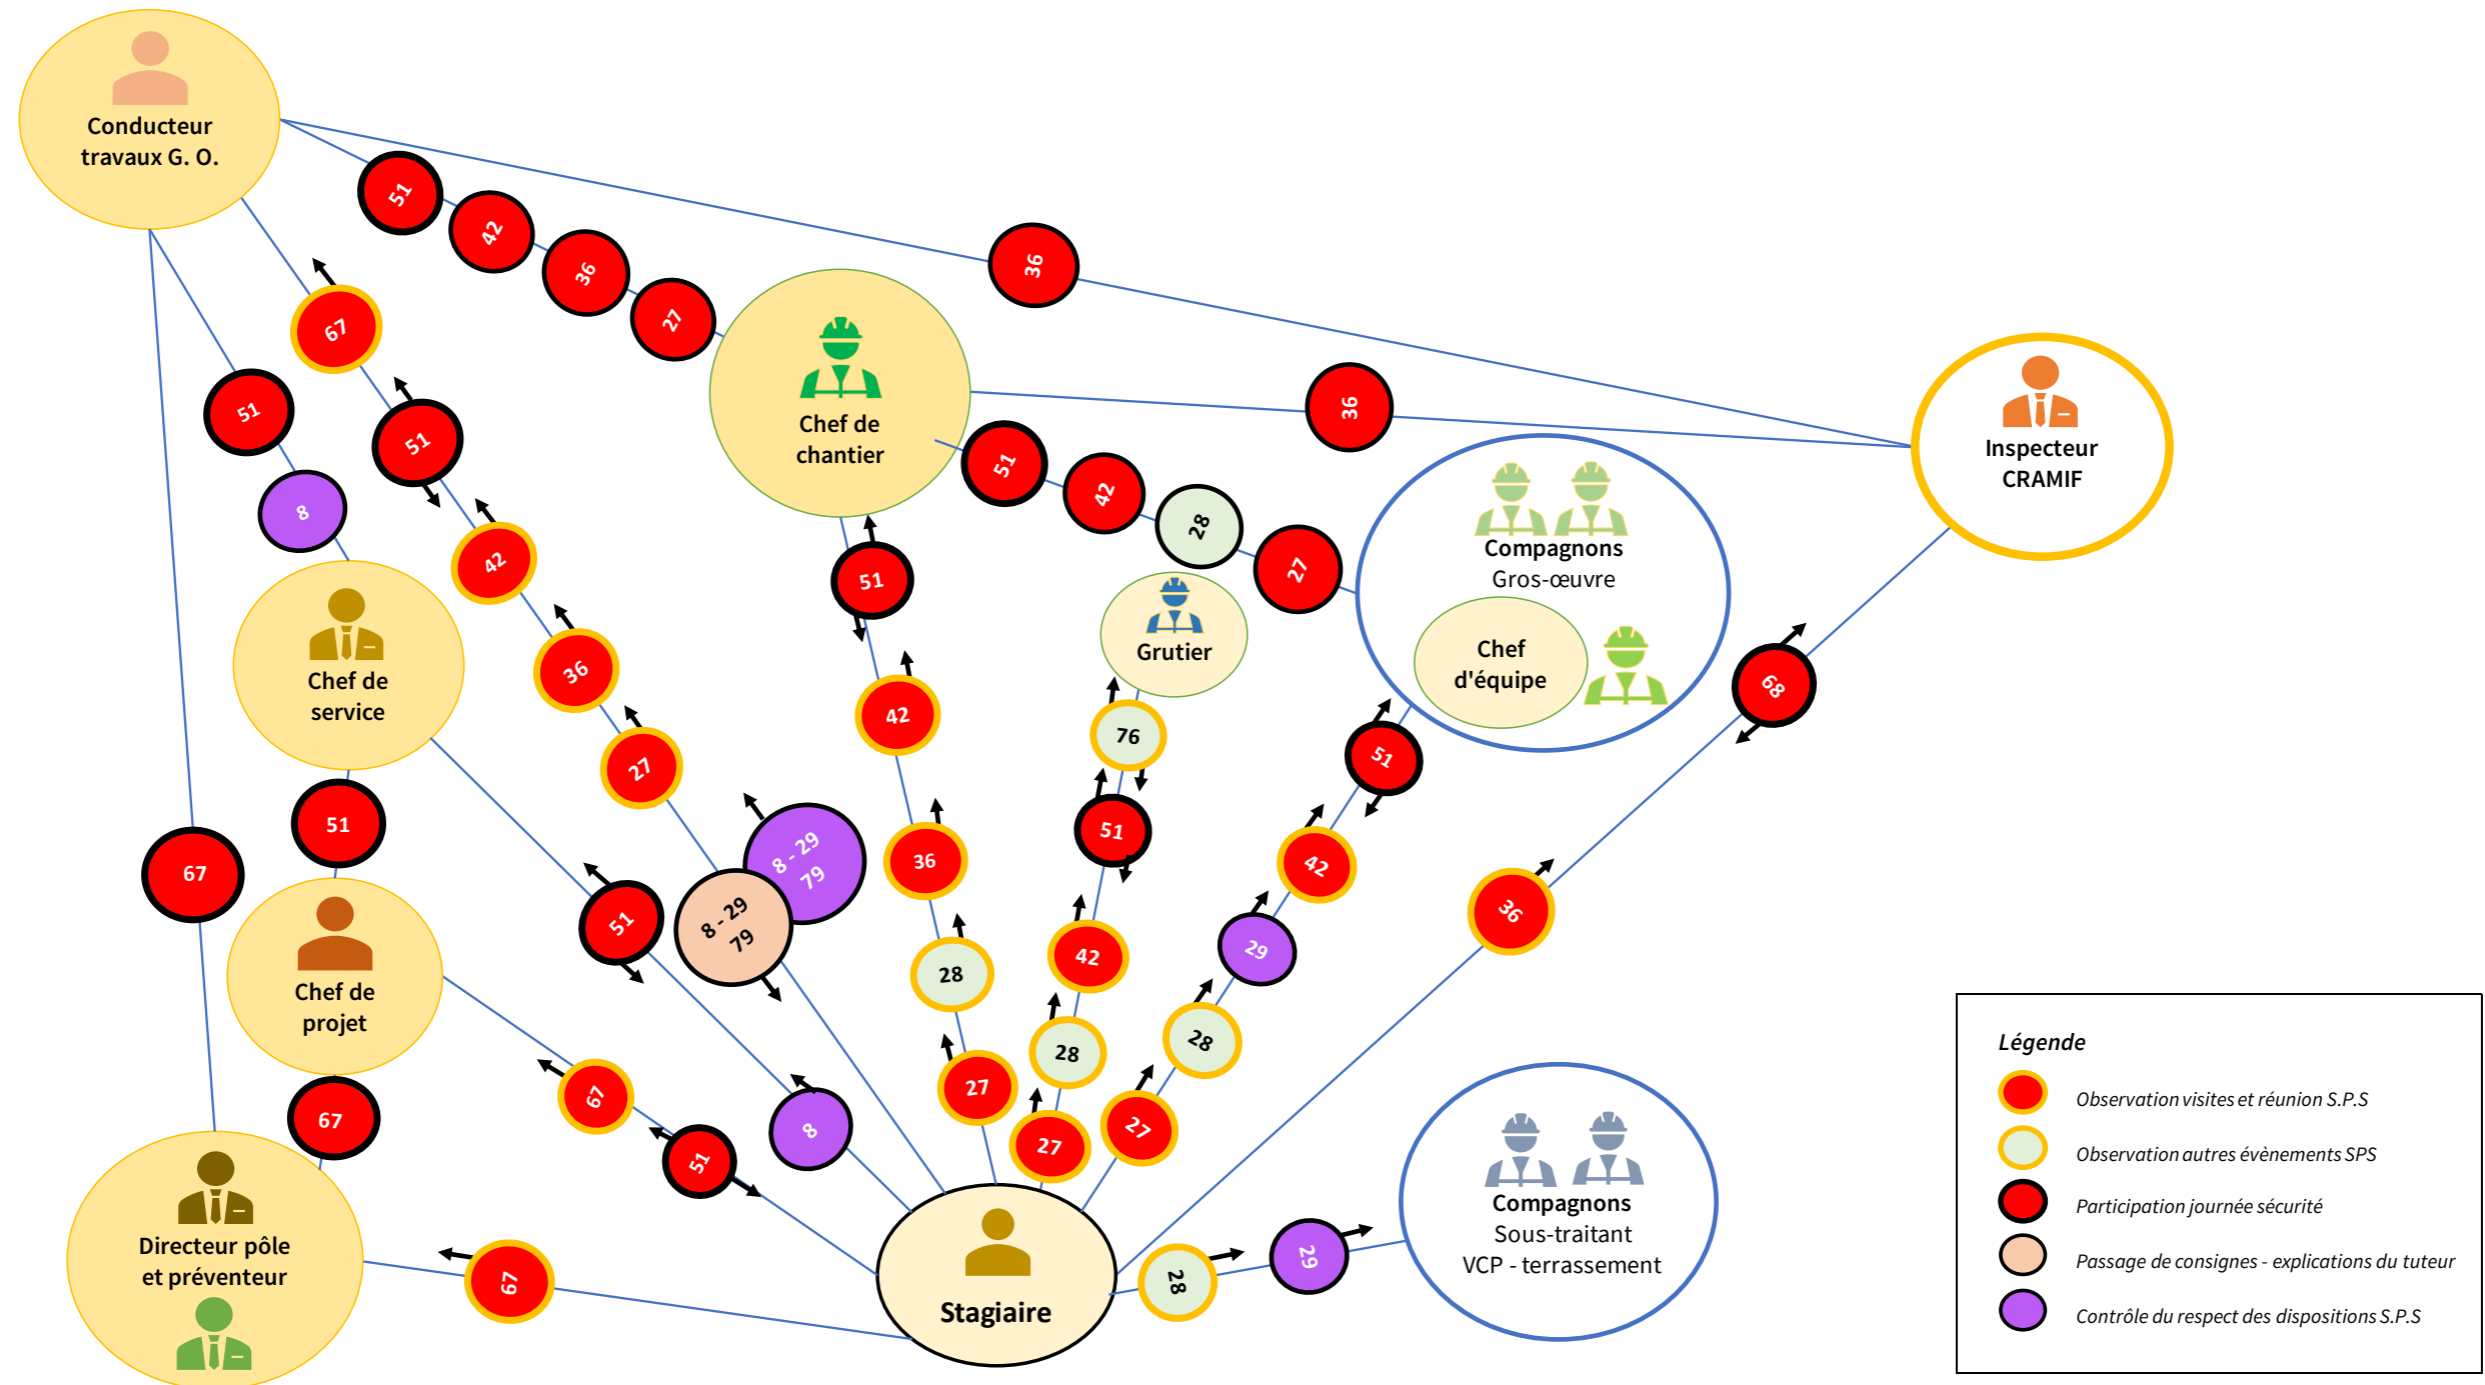 Conducteur
travaux G. O.
51
42
36
27
36
67
51
8
51
42
36
27
8 - 29
79
8 - 29
79
Chef de
chantier
36
51
42
28
27
Inspecteur
CRAMIF
Compagnons
Gros-œuvre
Chef
d'équipe
Grutier
Chef de
service
51
67
Chef de
projet
67
51
8
67
51
Directeur pôle
et préventeur
67
51
42
36
28
27
76
51
42
28
27
51
42
29
28
27
68
36
Stagiaire
28
29
Compagnons
Sous-traitant
VCP - terrassement
Légende
Observation visites et réunion S.P.S
Observation autres évènements SPS
Participation journée sécurité
Passage de consignes - explications du tuteur
Contrôle du respect des dispositions S.P.S